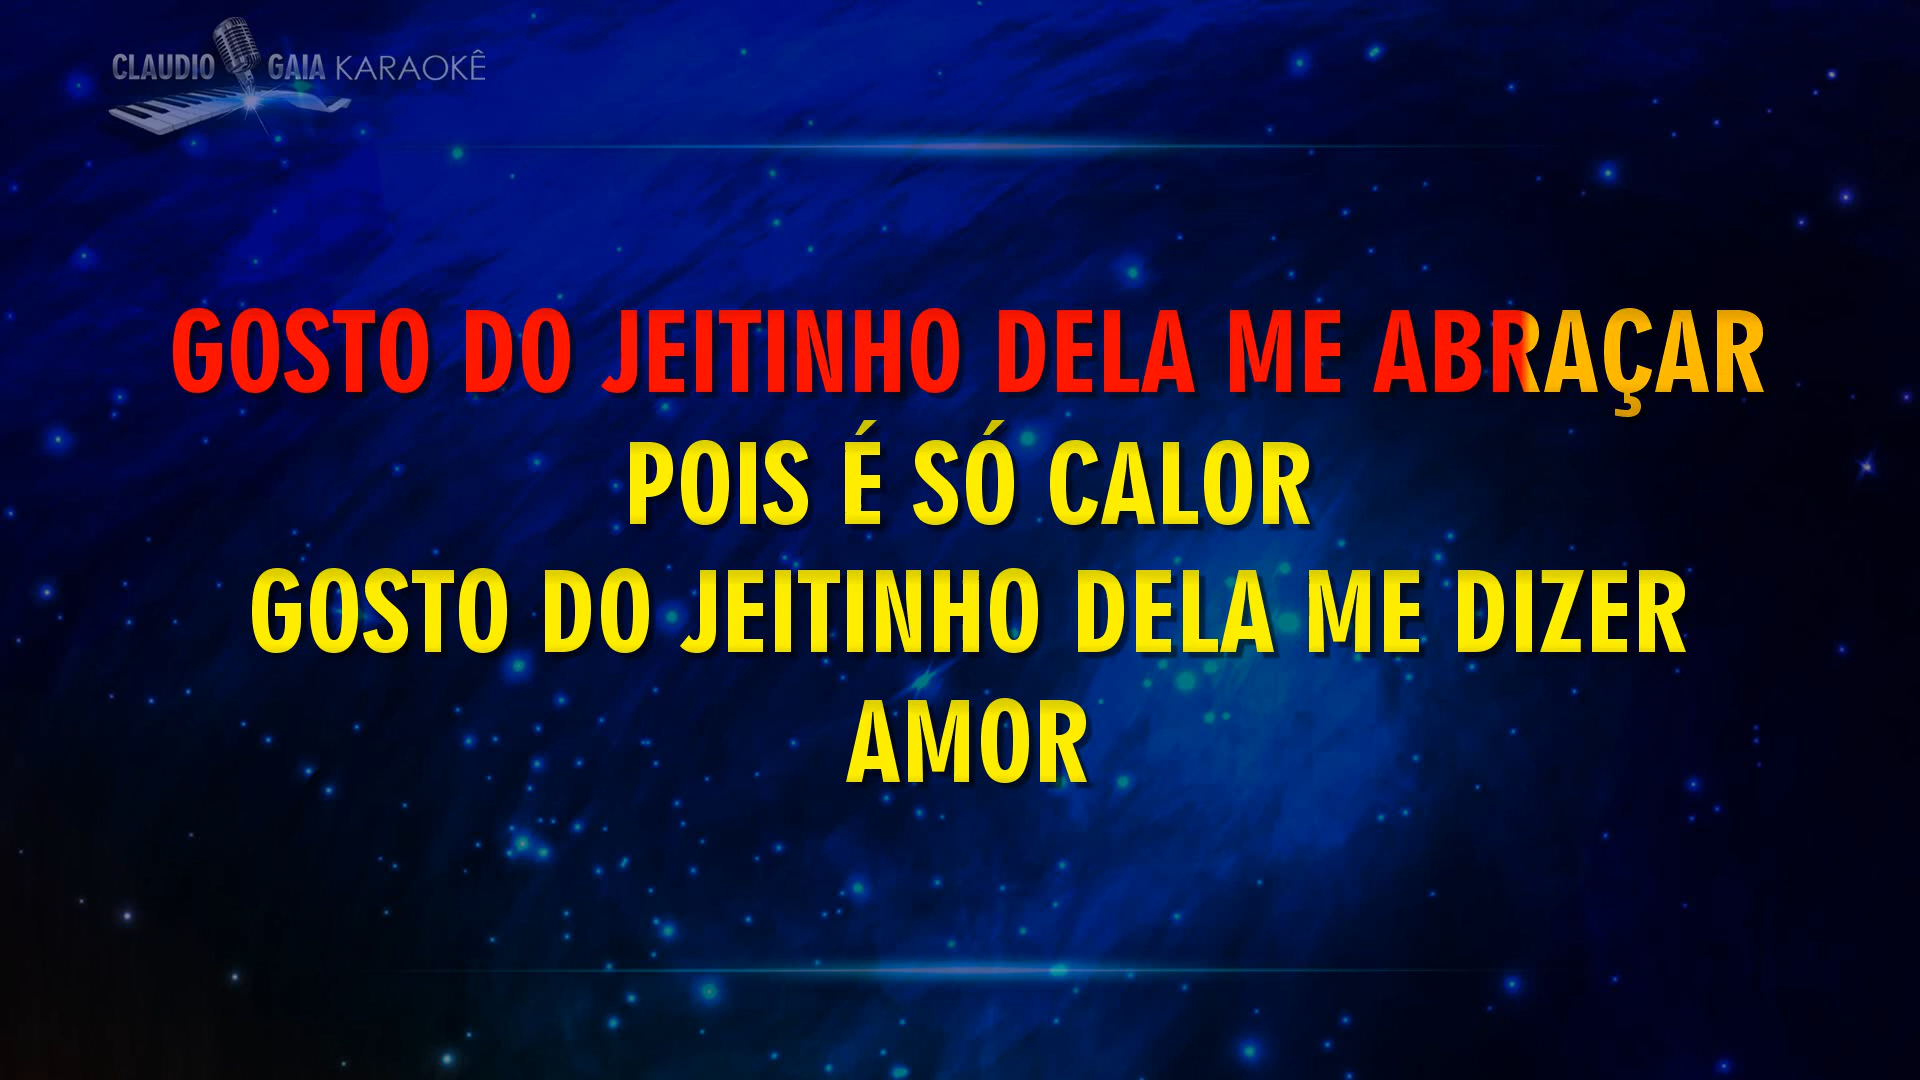 CLAUDIO GAIA KARAOKÊ
GOSTO DO JEITINHO DELA ME ABRAÇAR
POIS É SÓ CALOR
GOSTO DO JEITINHO DELA ME DIZER
AMOR